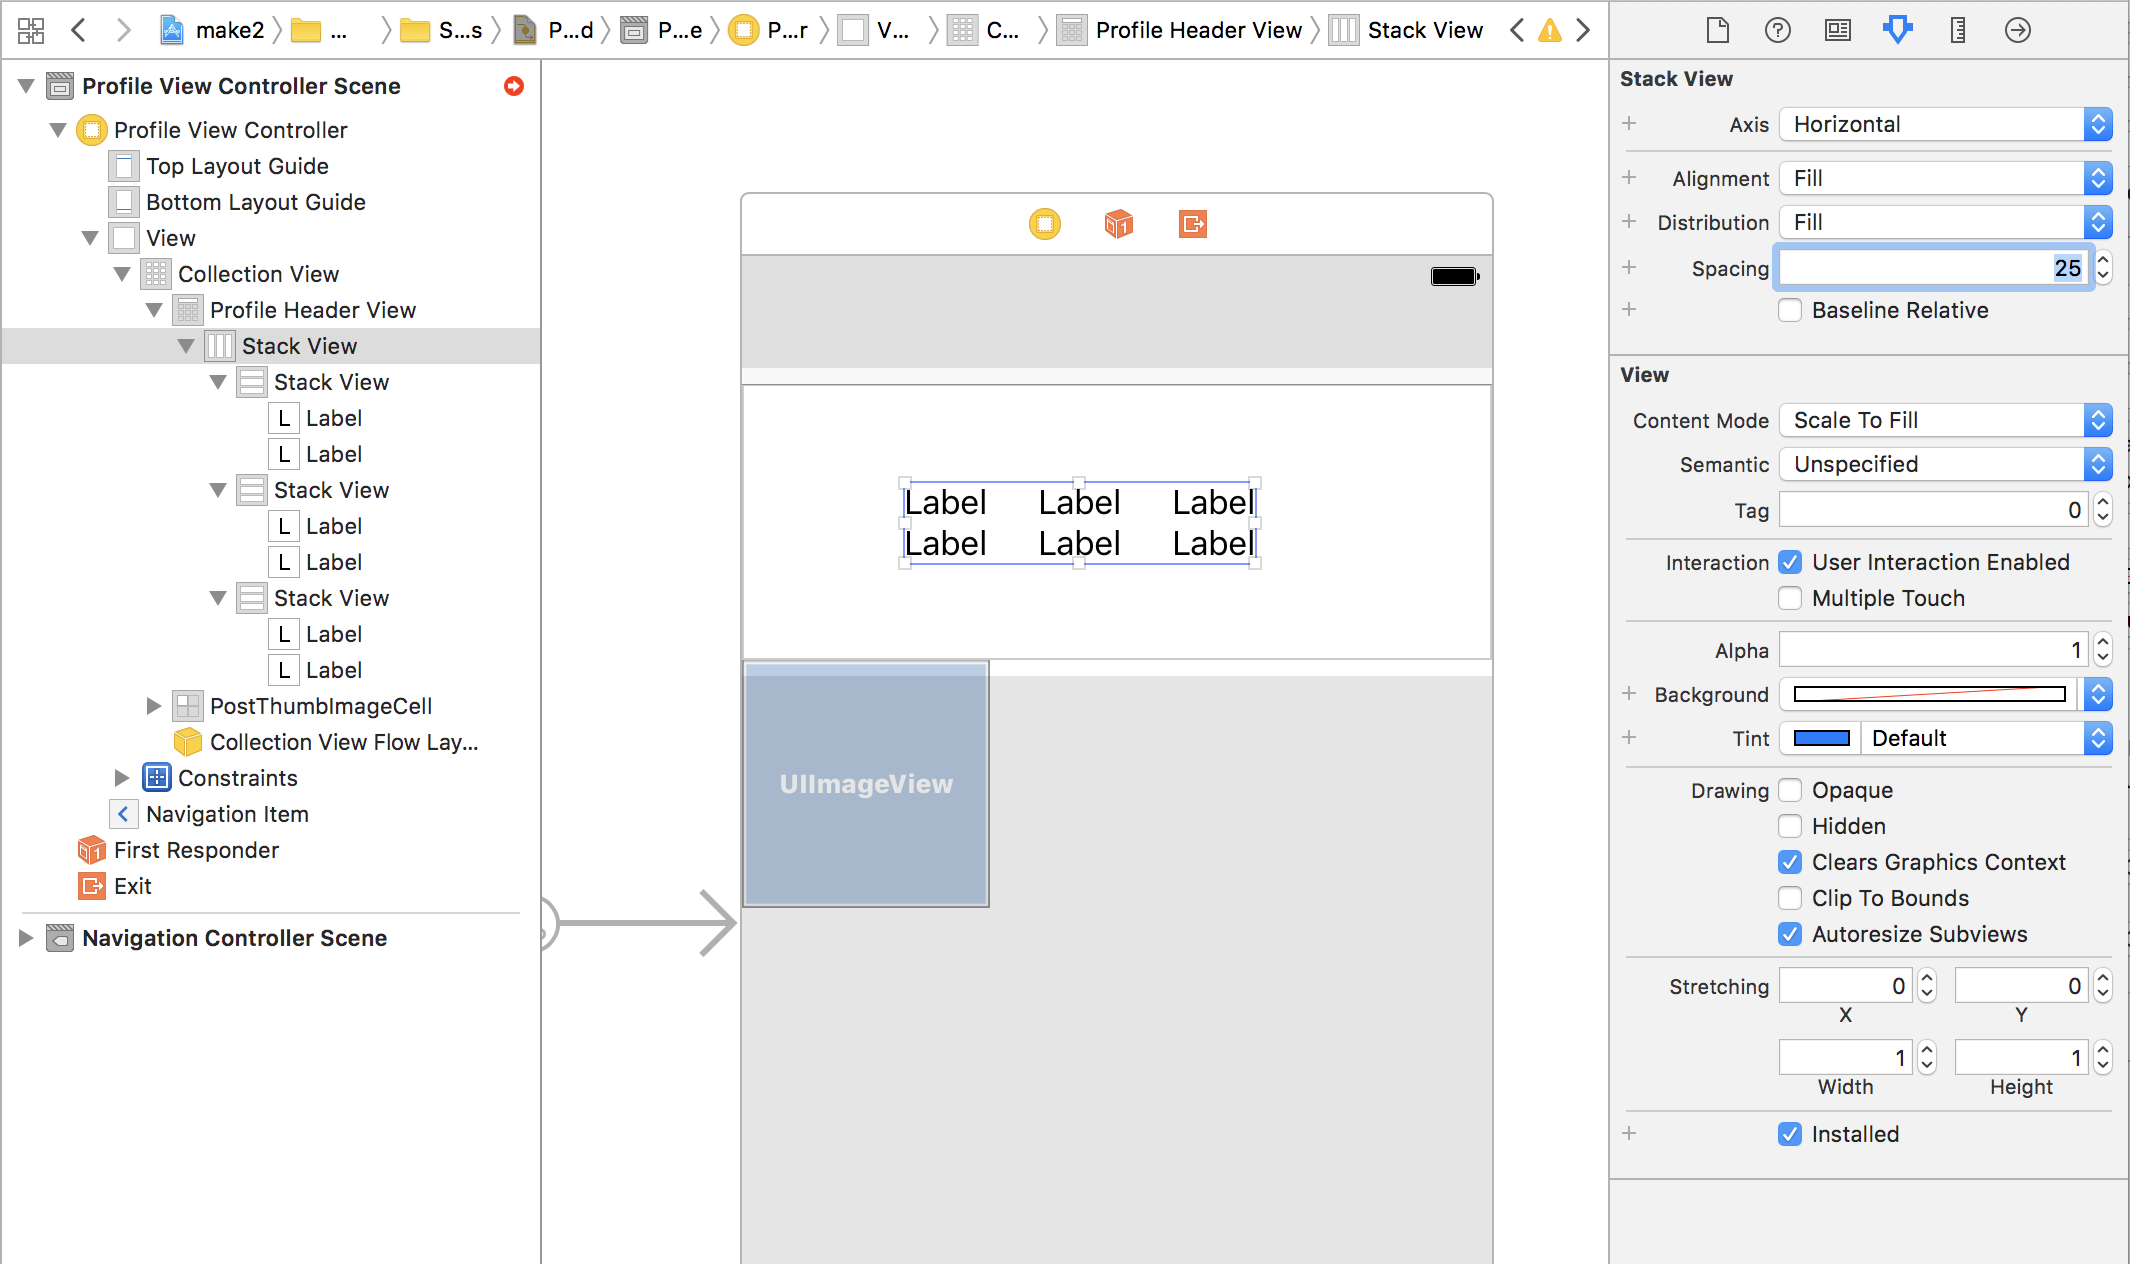 make2 ... S...s P...d P...e P...r V... C... Profile Header View Stack View
Profile View Controller Scene
Profile View Controller
Top Layout Guide
Bottom Layout Guide
View
Collection View
Profile Header View
Stack View
Stack View
L Label
L Label
Stack View
L Label
L Label
Stack View
L Label
L Label
PostThumbImageCell
Collection View Flow Lay...
Constraints
Navigation Item
First Responder
Exit
Navigation Controller Scene
Label Label Label
Label Label Label
UIImageView
Stack View
Axis Horizontal
Alignment Fill
Distribution Fill
Spacing 25
Baseline Relative
View
Content Mode Scale To Fill
Semantic Unspecified
Tag 0
Interaction User Interaction Enabled
Multiple Touch
Alpha 1
Background
Tint Default
Drawing Opaque
Hidden
Clears Graphics Context
Clip To Bounds
Autoresize Subviews
Stretching 0 0
X Y
1 1
Width Height
Installed